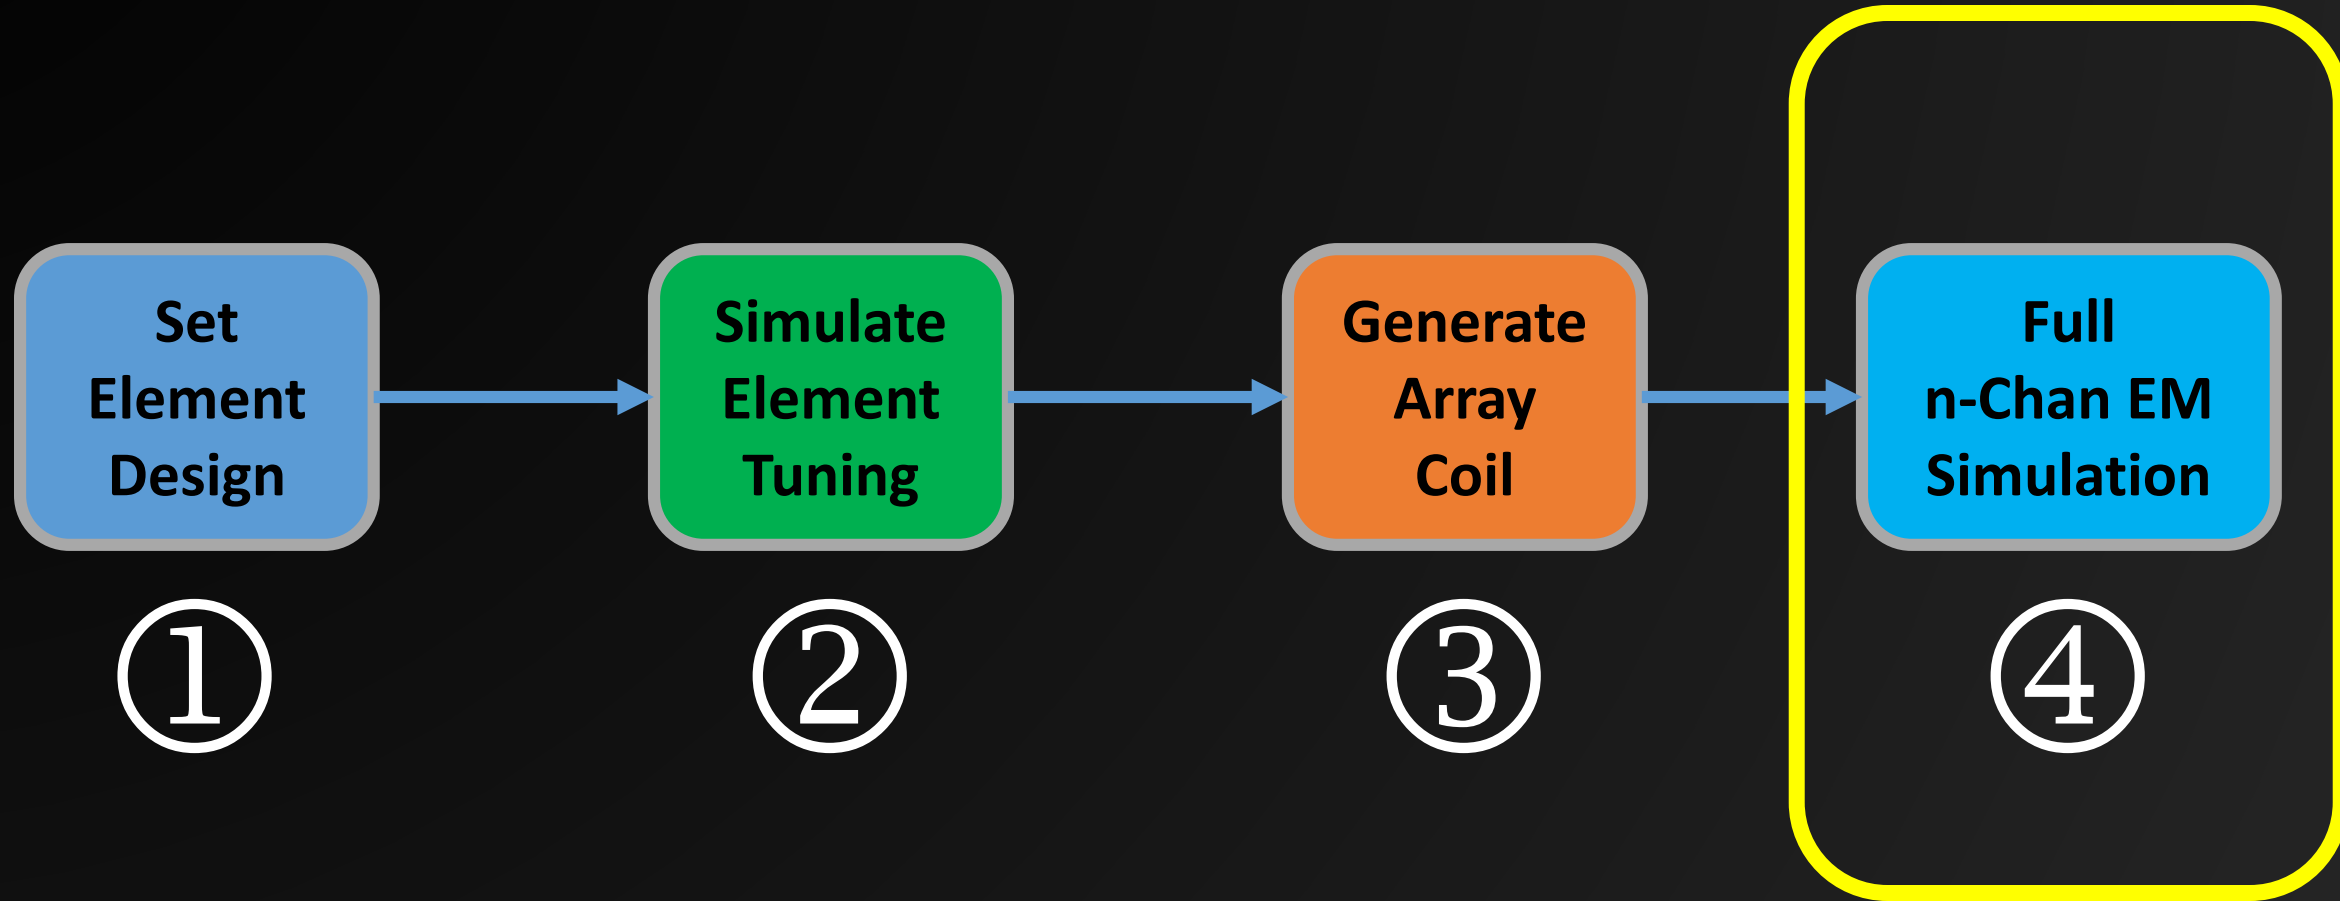 Set
Element
Design
Simulate
Element
Tuning
Generate
Array
Coil
Full
n-Chan EM
Simulation
①
②
③
④